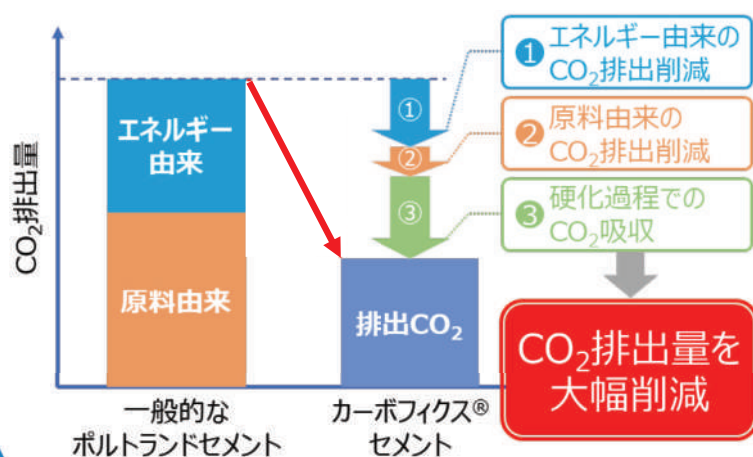 CO₂排出量
エネルギー
由来
原料由来
一般的な
ポルトランドセメント
①
②
③
排出CO₂
カーボフィクス®
セメント
❶ エネルギー由来の
CO₂排出削減
❷ 原料由来の
CO₂排出削減
❸ 硬化過程での
CO₂吸収
CO₂排出量を
大幅削減